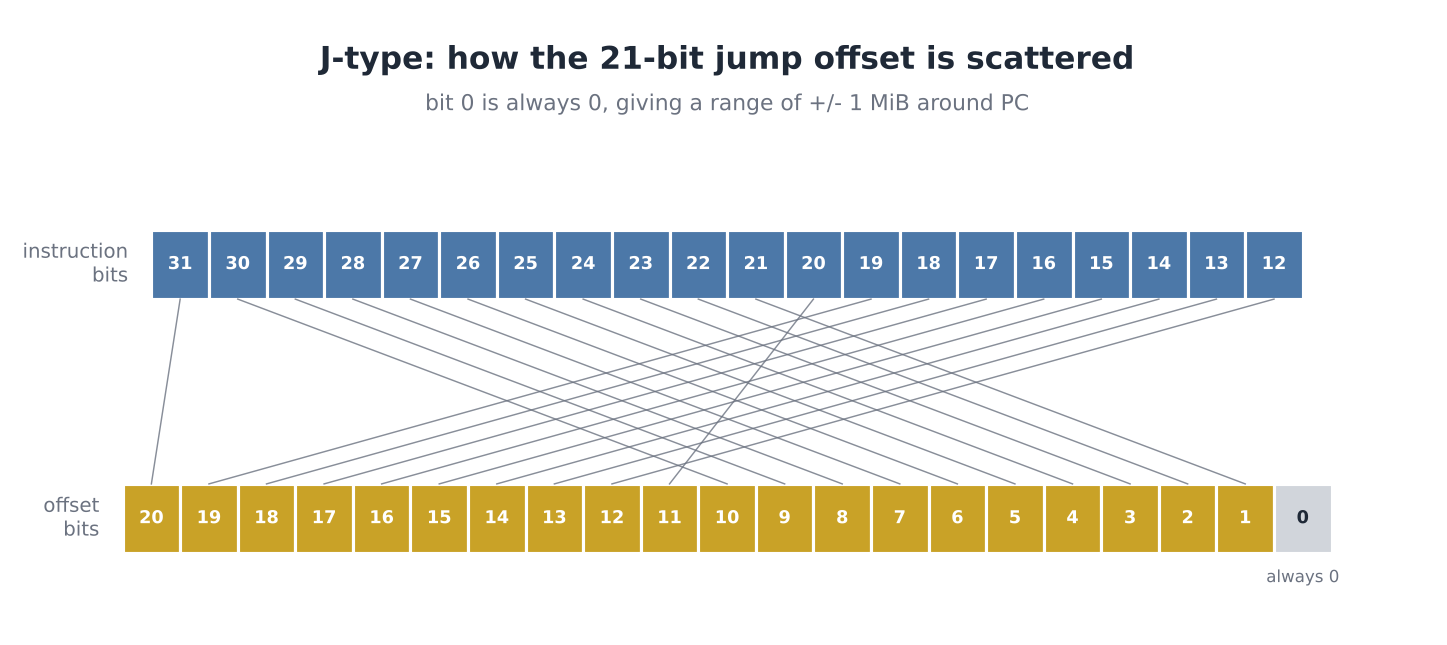 J-type: how the 21-bit jump offset is scattered
bit 0 is always 0, giving a range of +/- 1 MiB around PC
instruction
bits
31 30 29 28 27 26 25 24 23 22 21 20 19 18 17 16 15 14 13 12
offset
bits
20 19 18 17 16 15 14 13 12 11 10 9 8 7 6 5 4 3 2 1 0
always 0